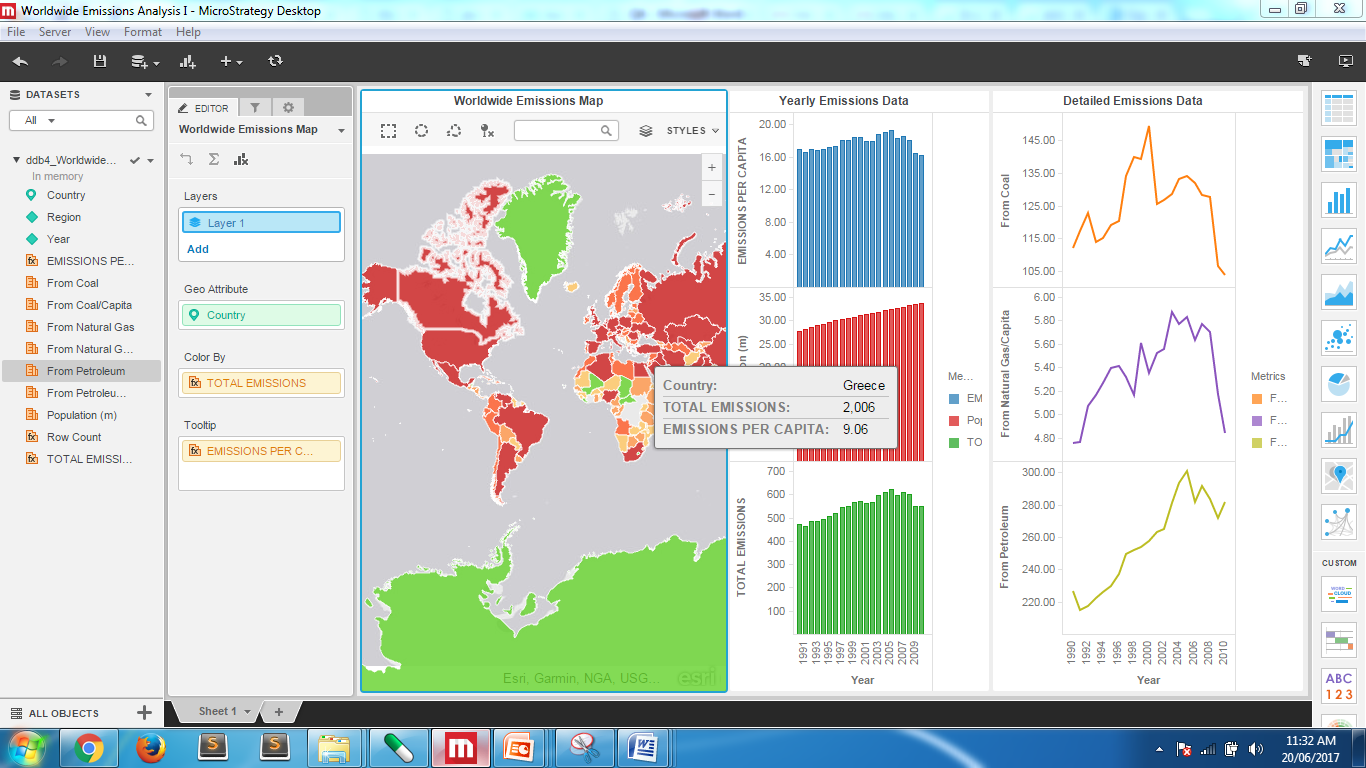 Worldwide Emissions Analysis I - MicroStrategy Desktop
File Server View Format Help
DATASETS
All
ddb4_Worldwide...
In memory
Country
Region
Year
EMISSIONS PE...
From Coal
From Coal/Capita
From Natural Gas
From Natural G...
From Petroleum
From Petroleu...
Population (m)
Row Count
TOTAL EMISSI...
ALL OBJECTS
EDITOR
Worldwide Emissions Map
Layers
Layer 1
Add
Geo Attribute
Country
Color By
TOTAL EMISSIONS
Tooltip
EMISSIONS PER C...
Worldwide Emissions Map
STYLES
+
−
Country: Greece
TOTAL EMISSIONS: 2,006
EMISSIONS PER CAPITA: 9.06
Esri, Garmin, NGA, USG...
esri
Yearly Emissions Data
EMISSIONS PER CAPITA
20.00
16.00
12.00
8.00
4.00
on (m)
35.00
30.00
25.00
TOTAL EMISSIONS
700
600
500
400
300
200
100
1991 1993 1995 1997 1999 2001 2003 2005 2007 2009
Year
Me...
EM
Pop
TO
Detailed Emissions Data
From Coal
145.00
135.00
125.00
115.00
105.00
From Natural Gas/Capita
6.00
5.80
5.60
5.40
5.20
5.00
4.80
From Petroleum
300.00
280.00
260.00
240.00
220.00
1990 1992 1994 1996 1998 2000 2002 2004 2006 2008 2010
Year
Metrics
F...
F...
F...
CUSTOM
WORD
CLOUD
ABC
123
Sheet 1
11:32 AM
20/06/2017